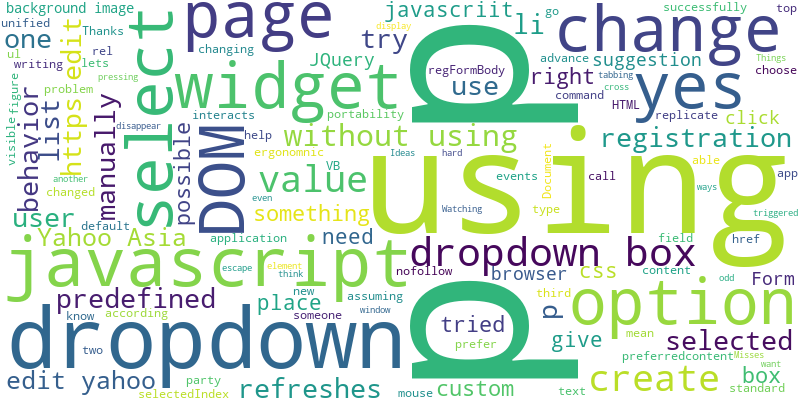 background image
unified
Thanks
one
ul
rel
writing
lets
problem
https edit
select
page
changing
JQuery
widget
portability
javascriit
try
display
li
go
successfully
top
change
regFormBody
use
right
advance
suggestion
Things
choose
tabbing
cross
yes
command
HTML
replicate
pressing
visible
figure
behavior
list
manually
another
disappear
changed
possible
DOM
interacts
help
without using
ergonomnic
VB
Ideas
hard
events
Document
able
call
ways
registration
click
app
triggered
value
type
even
user
default
something
Watching
using
Yahoo Asia
application
need
field
href
javascript
escape
element
think
nofollow
dropdown box
browser
css
content
odd
Form
predefined
place
new
assuming
window
know
according
someone
dropdown
tried
prefer
p
third
option
give
mean
selected
preferredcontent
Misses
want
two
edit yahoo
party
selectedIndex
refreshes
mouse
custom
text
create
box
standard
q
q